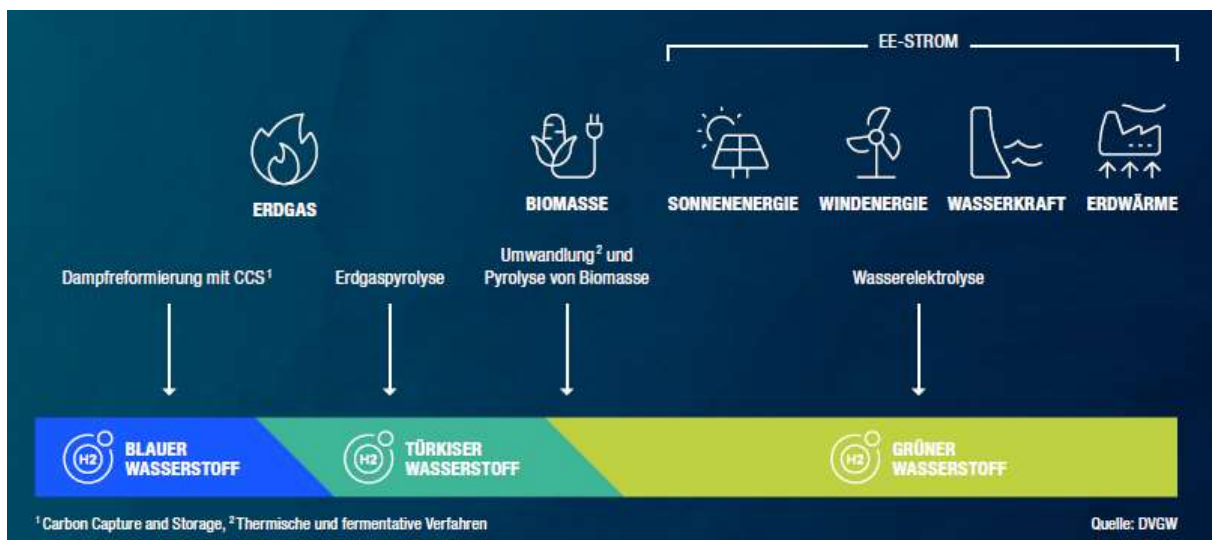 EE-STROM
ERDGAS
BIOMASSE
SONNENENERGIE
WINDENERGIE
WASSERKRAFT
ERDWÄRME
Dampfreformierung mit CCS¹
Erdgaspyrolyse
Umwandlung² und
Pyrolyse von Biomasse
Wasserelektrolyse
H2
BLAUER
WASSERSTOFF
H2
TÜRKISER
WASSERSTOFF
H2
GRÜNER
WASSERSTOFF
¹ Carbon Capture and Storage, ² Thermische und fermentative Verfahren
Quelle: DVGW